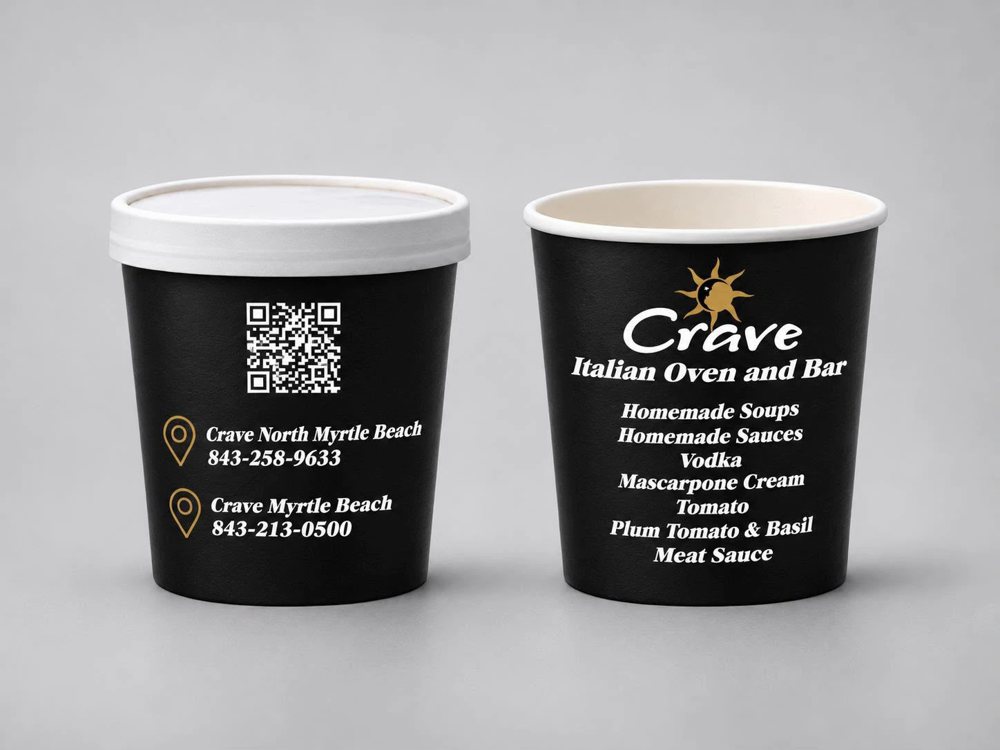 Crave North Myrtle Beach
843-258-9633
Crave Myrtle Beach
843-213-0500
Crave
Italian Oven and Bar
Homemade Soups
Homemade Sauces
Vodka
Mascarpone Cream
Tomato
Plum Tomato & Basil
Meat Sauce